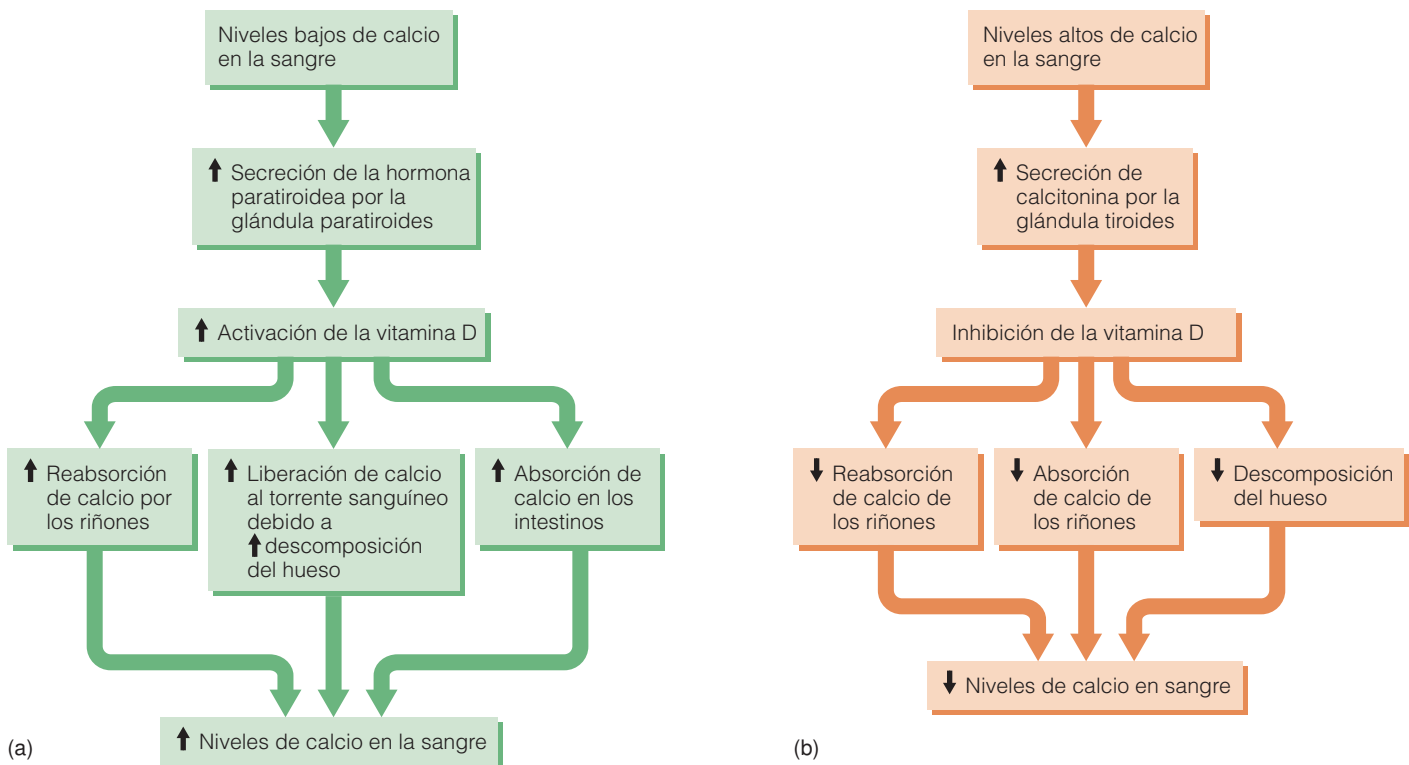 Niveles bajos de calcio
en la sangre
↑ Secreción de la hormona
paratiroidea por la
glándula paratiroides
↑ Activación de la vitamina D
↑ Reabsorción
de calcio por
los riñones
↑ Liberación de calcio
al torrente sanguíneo
debido a
↑ descomposición
del hueso
↑ Absorción de
calcio en los
intestinos
↑ Niveles de calcio en la sangre
(a)
Niveles altos de calcio
en la sangre
↑ Secreción de
calcitonina por la
glándula tiroides
Inhibición de la vitamina D
↓ Reabsorción
de calcio de
los riñones
↓ Absorción
de calcio de
los riñones
↓ Descomposición
del hueso
↓ Niveles de calcio en sangre
(b)